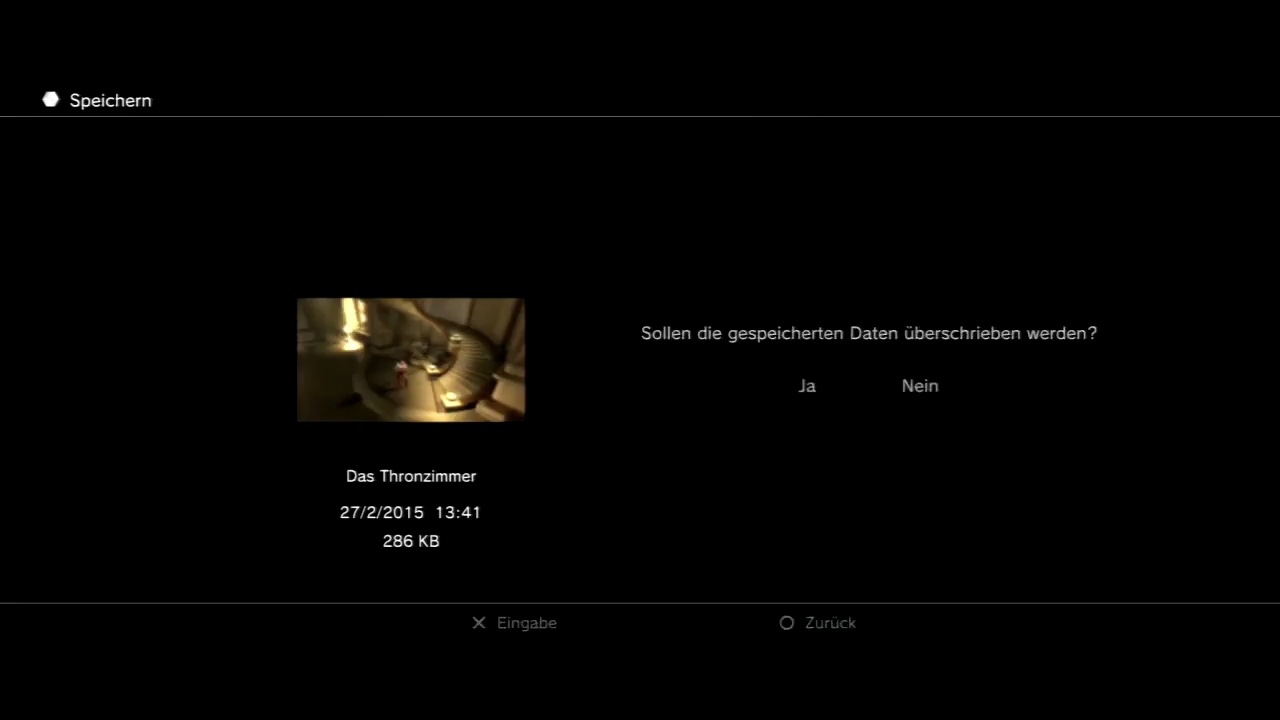 Speichern
Sollen die gespeicherten Daten überschrieben werden?
Ja Nein
Das Thronzimmer
27/2/2015 13:41
286 KB
Eingabe Zurück